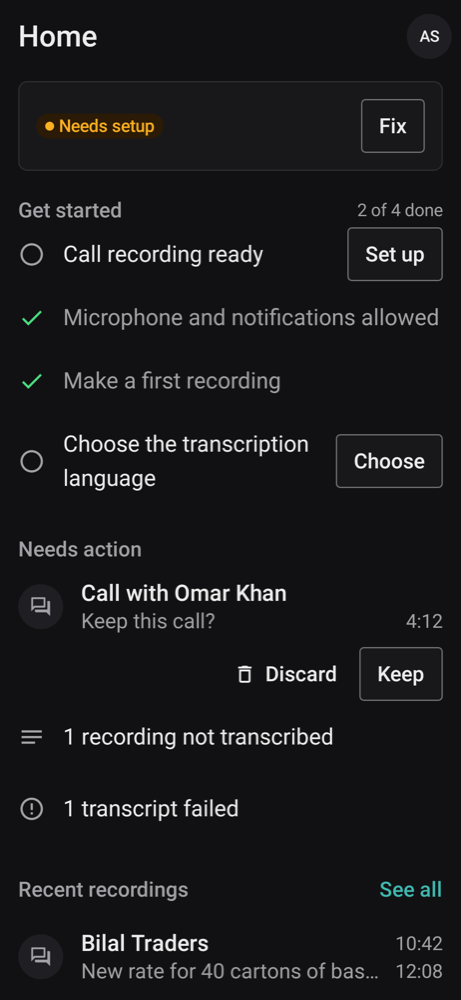 Home
AS
Needs setup
Fix
Get started
2 of 4 done
Call recording ready
Set up
Microphone and notifications allowed
Make a first recording
Choose the transcription
language
Choose
Needs action
Call with Omar Khan
Keep this call?
4:12
Discard
Keep
1 recording not transcribed
1 transcript failed
Recent recordings
See all
Bilal Traders
10:42
New rate for 40 cartons of bas...
12:08